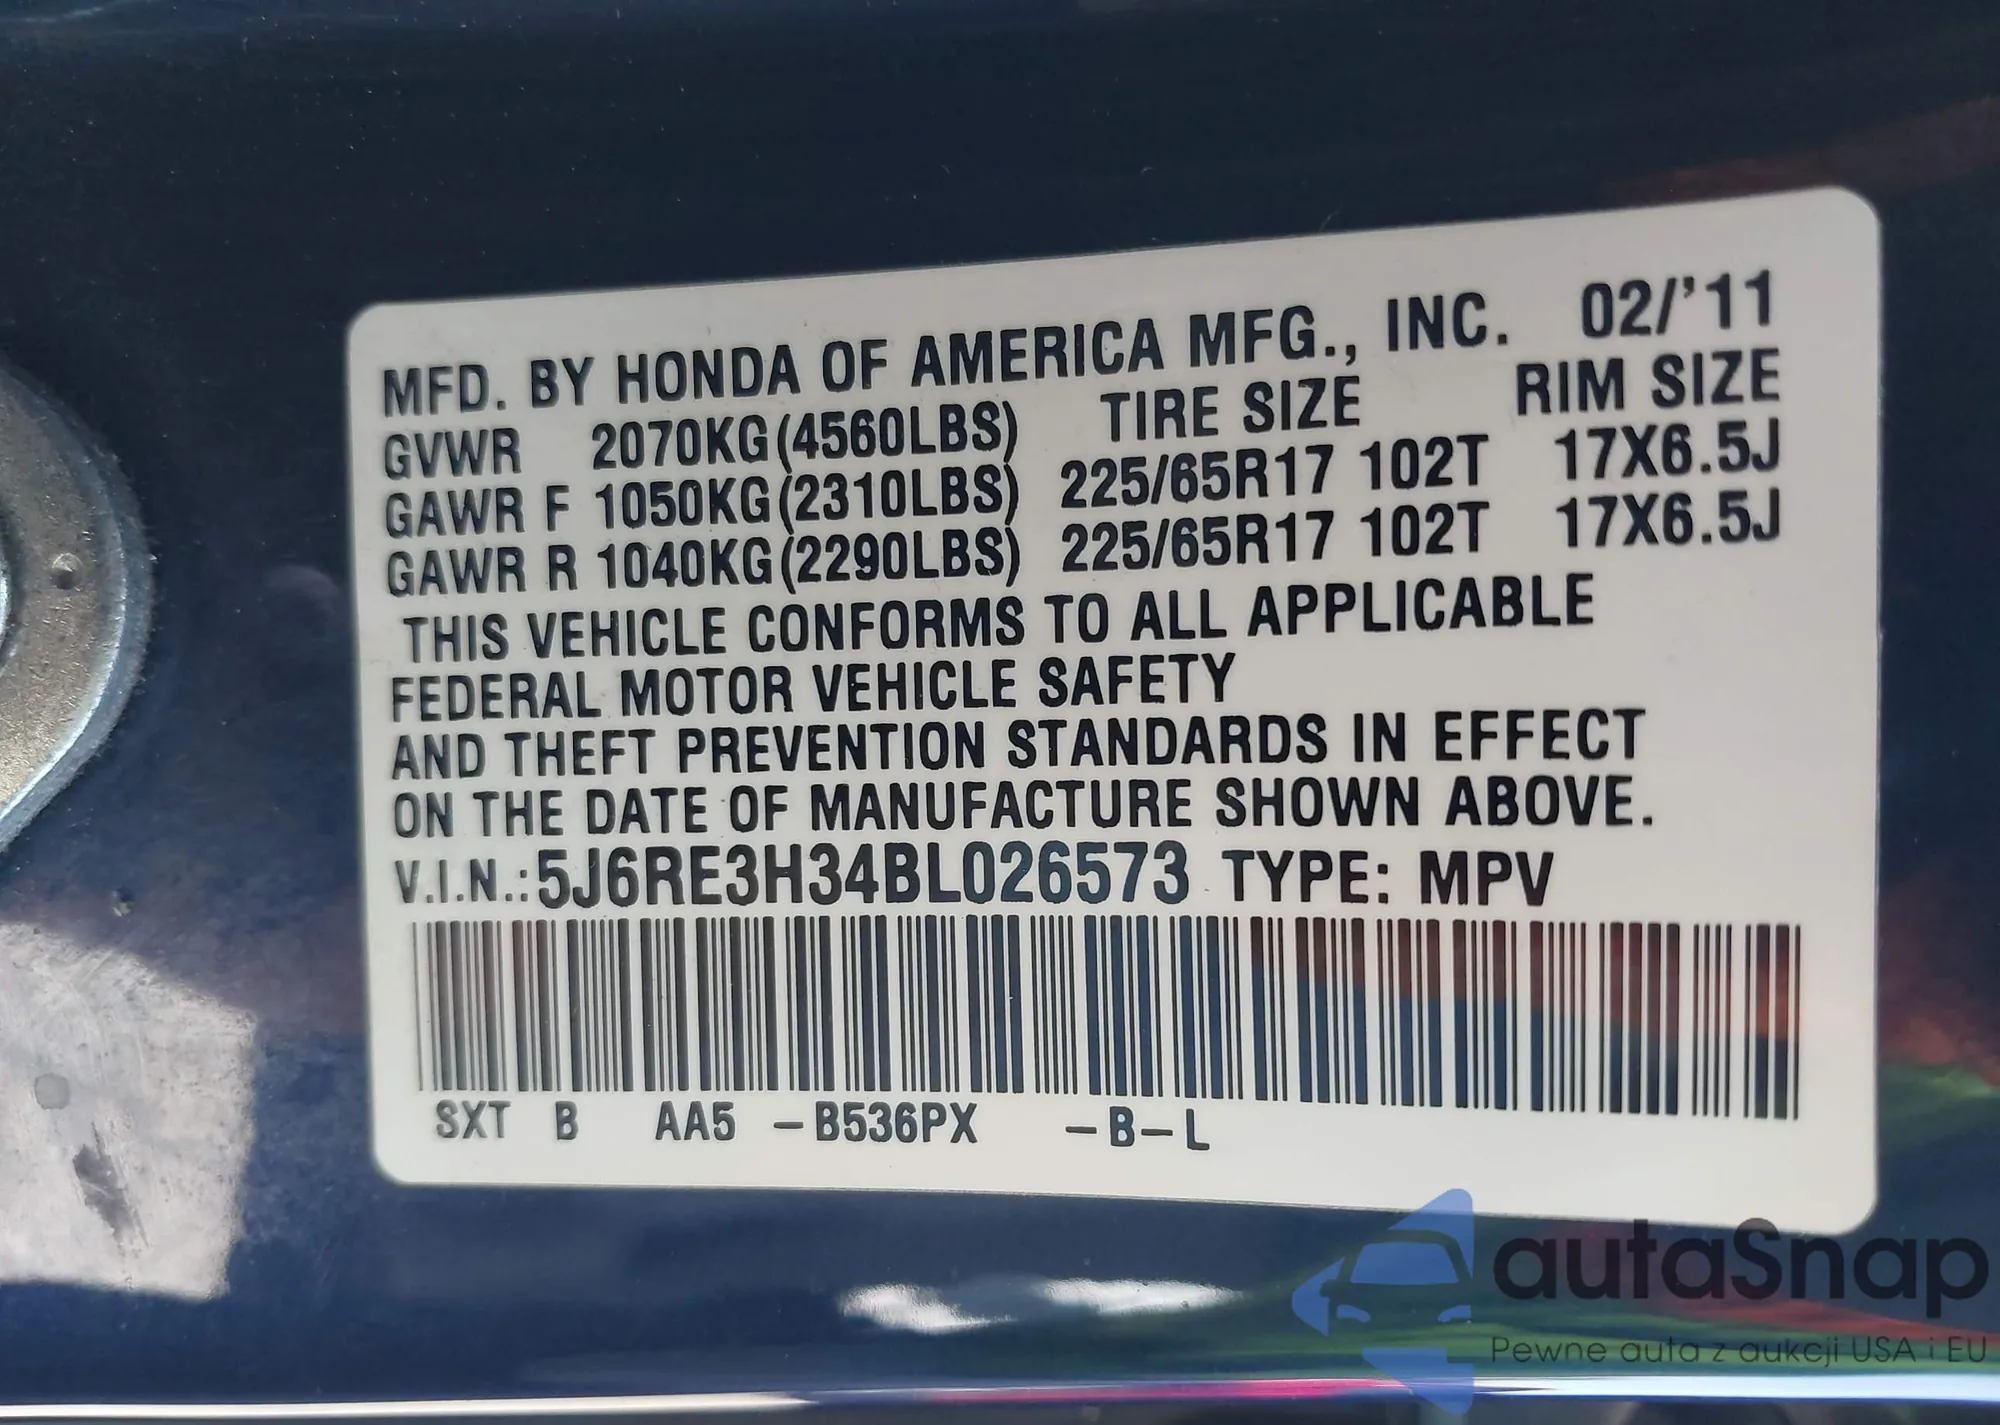 MFD. BY HONDA OF AMERICA MFG., INC. 02/'11
GVWR 2070KG(4560LBS) TIRE SIZE RIM SIZE
GAWR F 1050KG(2310LBS) 225/65R17 102T 17X6.5J
GAWR R 1040KG(2290LBS) 225/65R17 102T 17X6.5J
THIS VEHICLE CONFORMS TO ALL APPLICABLE
FEDERAL MOTOR VEHICLE SAFETY
AND THEFT PREVENTION STANDARDS IN EFFECT
ON THE DATE OF MANUFACTURE SHOWN ABOVE.
V.I.N.:5J6RE3H34BL026573 TYPE: MPV
SXT B AA5 -B536PX -B-L
autaSnap
Pewne auta z aukcji USA i EU